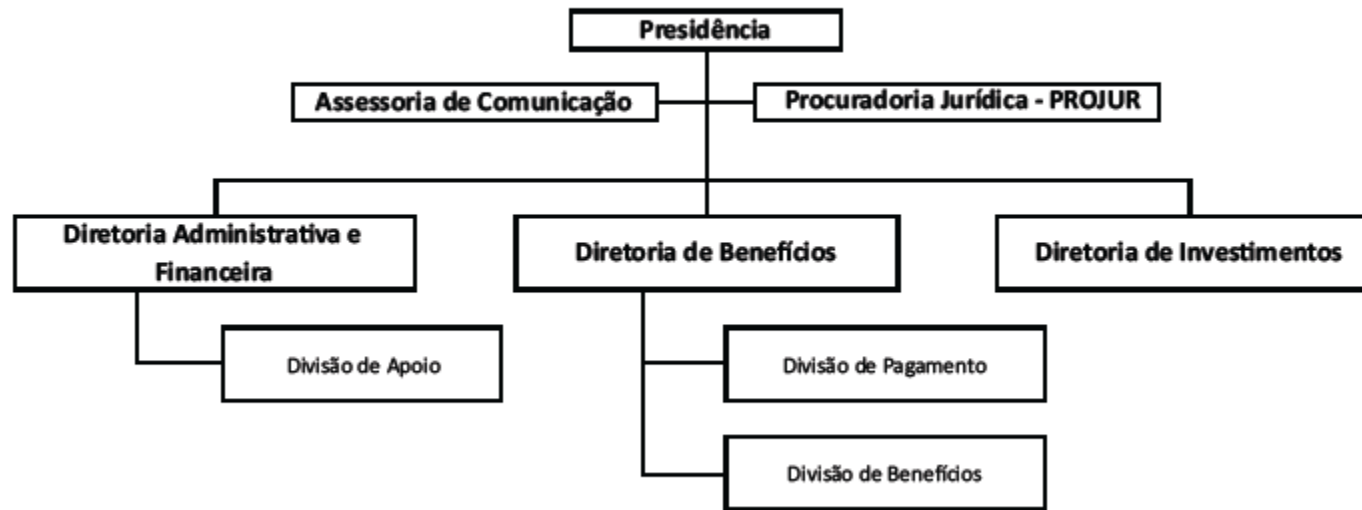 Presidência
Assessoria de Comunicação
Procuradoria Jurídica - PROJUR
Diretoria Administrativa e
Financeira
Diretoria de Benefícios
Diretoria de Investimentos
Divisão de Apoio
Divisão de Pagamento
Divisão de Benefícios